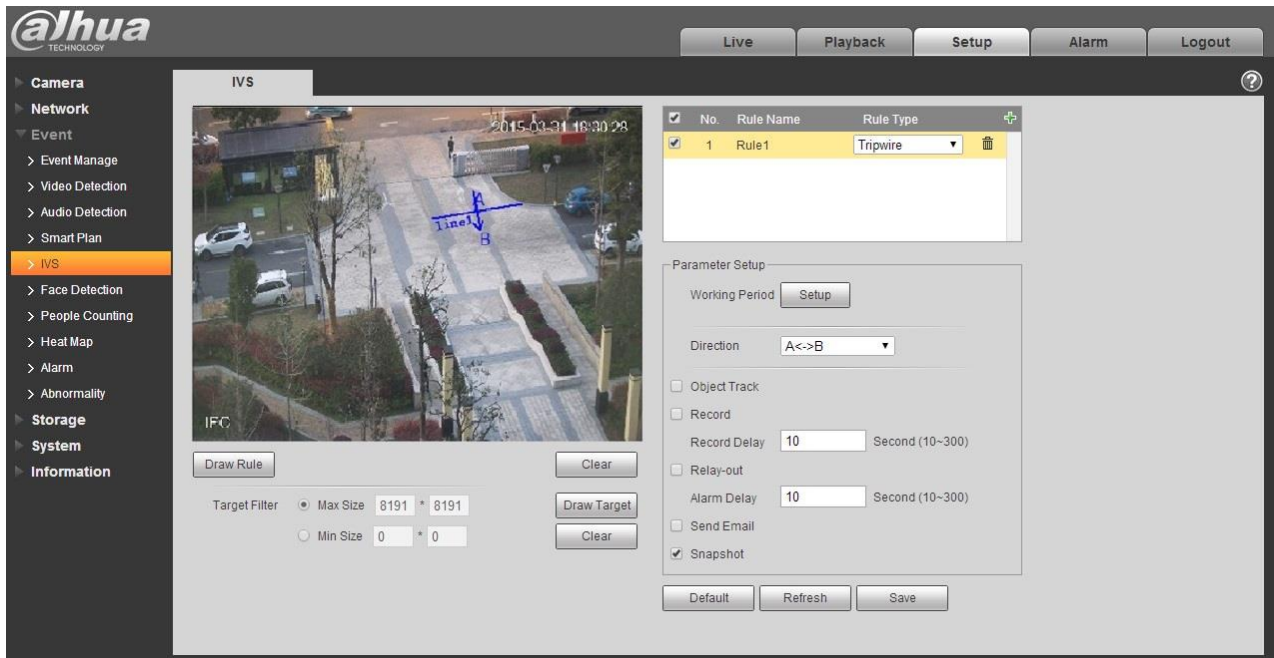 alhua
TECHNOLOGY
Live
Playback
Setup
Alarm
Logout
Camera
Network
Event
Event Manage
Video Detection
Audio Detection
Smart Plan
IVS
Face Detection
People Counting
Heat Map
Alarm
Abnormality
Storage
System
Information
IVS
?
2015-03-31 18:30:28
A
line1
B
IPC
Draw Rule
Clear
Target Filter Max Size 8191 * 8191 Draw Target
Min Size 0 * 0 Clear
No. Rule Name Rule Type
1 Rule1 Tripwire
Parameter Setup
Working Period Setup
Direction A<->B
Object Track
Record
Record Delay 10 Second (10~300)
Relay-out
Alarm Delay 10 Second (10~300)
Send Email
Snapshot
Default Refresh Save